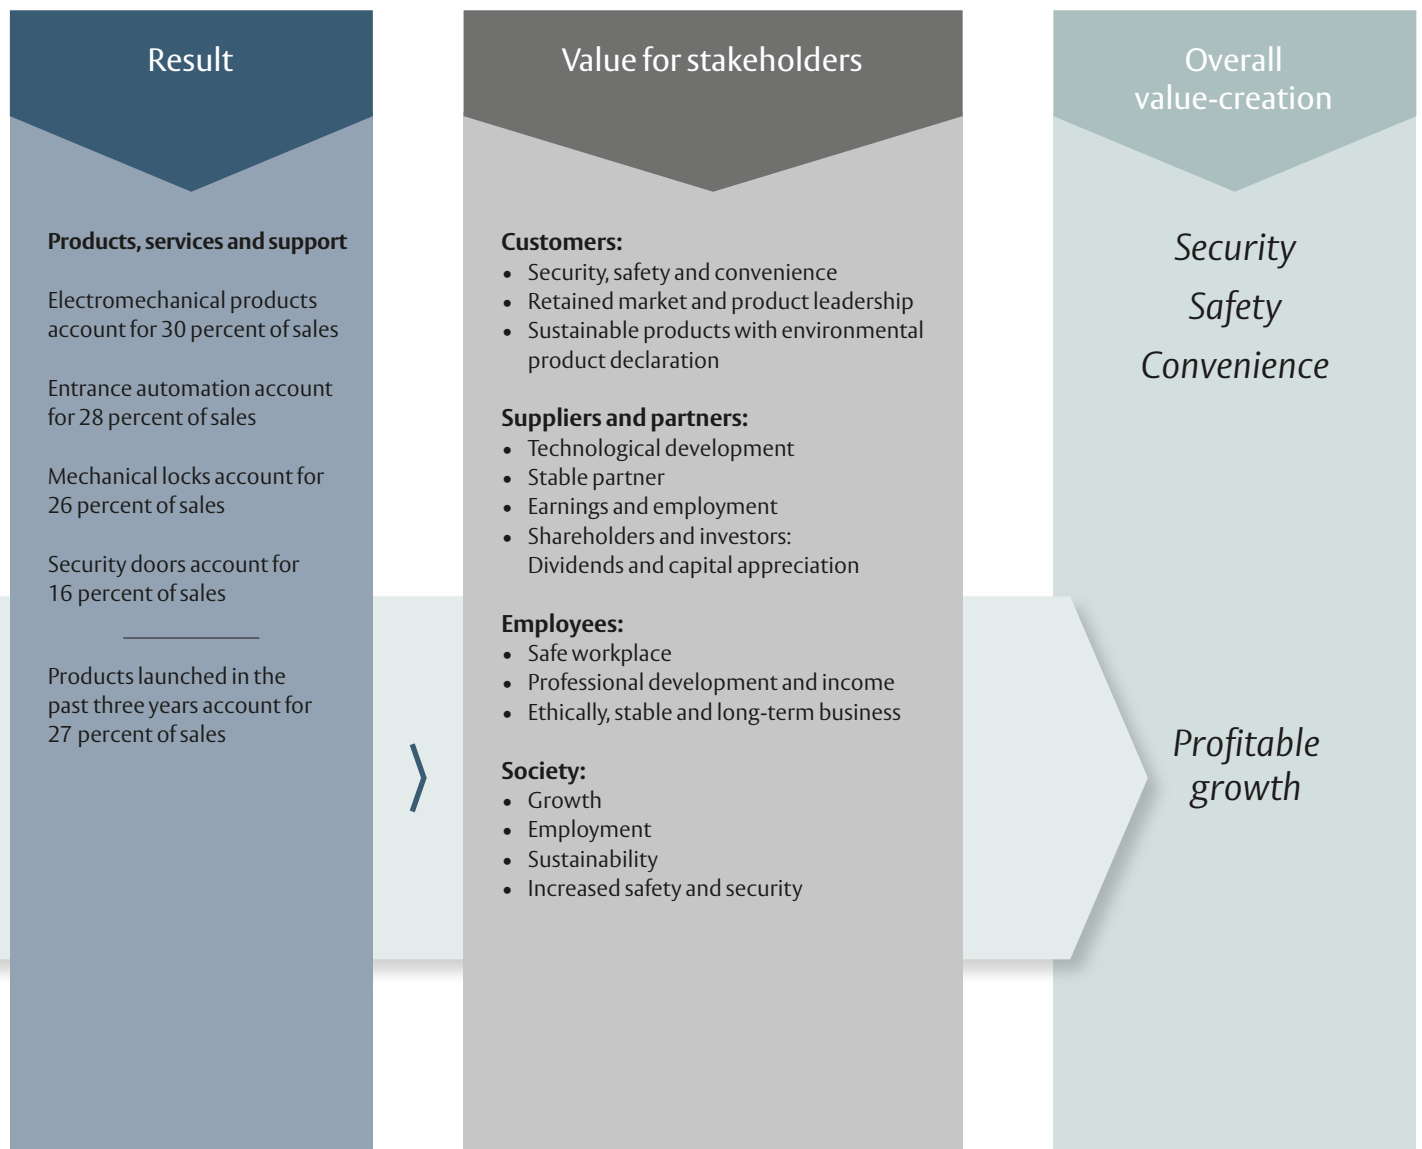 Result
Products, services and support
Electromechanical products
account for 30 percent of sales
Entrance automation account
for 28 percent of sales
Mechanical locks account for
26 percent of sales
Security doors account for
16 percent of sales
Products launched in the
past three years account for
27 percent of sales
Value for stakeholders
Customers:
• Security, safety and convenience
• Retained market and product leadership
• Sustainable products with environmental
product declaration
Suppliers and partners:
• Technological development
• Stable partner
• Earnings and employment
• Shareholders and investors:
Dividends and capital appreciation
Employees:
• Safe workplace
• Professional development and income
• Ethically, stable and long-term business
Society:
• Growth
• Employment
• Sustainability
• Increased safety and security
Overall
value-creation
Security
Safety
Convenience
Profitable
growth